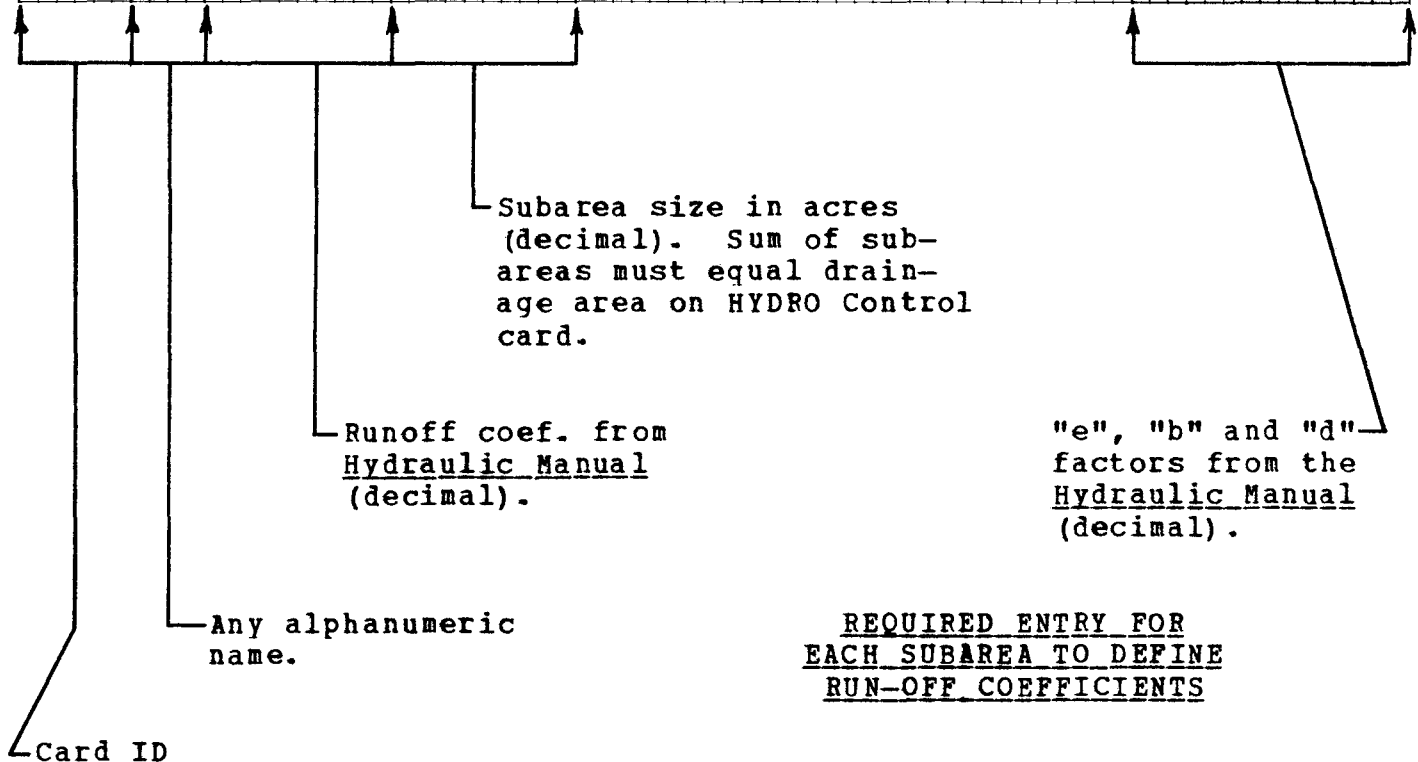 Subarea size in acres
(decimal). Sum of sub-
areas must equal drain-
age area on HYDRO Control
card.
Runoff coef. from
Hydraulic Manual
(decimal).
"e", "b" and "d"
factors from the
Hydraulic Manual
(decimal).
Any alphanumeric
name.
REQUIRED ENTRY FOR
EACH SUBAREA TO DEFINE
RUN-OFF COEFFICIENTS
Card ID